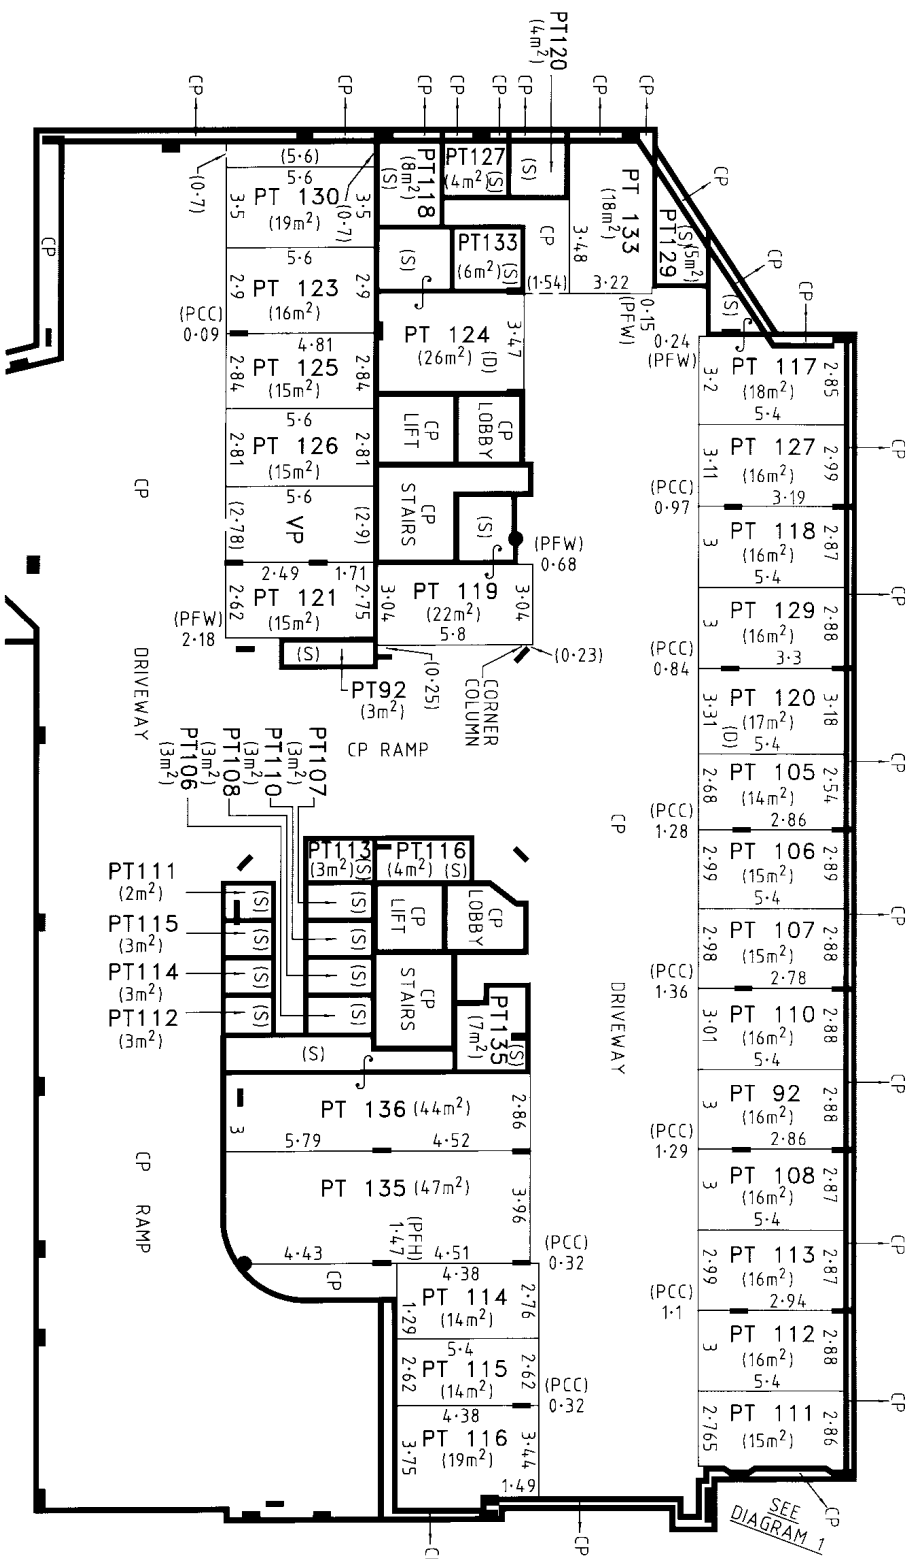 PT120
(4m²)
CP
CP
CP
CP
CP
CP
CP
CP
CP
CP
CP
(5·6)
(0·7)
5·6
3·5
PT 130
(19m²)
3·5
(0·7)
5·6
2·9
PT 123
(16m²)
2·9
(PCC)
0·09
4·81
2·84
PT 125
(15m²)
2·84
5·6
2·81
PT 126
(15m²)
2·81
5·6
(2·78)
VP
(2·9)
2·49
1·71
2·62
PT 121
(15m²)
2·75
(PFW)
2·18
(S)
PT92
(3m²)
PT118
(8m²)
(S)
PT127
(4m²)
(S)
(S)
PT 133
(18m²)
3·48
3·22
PT129
(5m²)
(S)
(S)
(S)
PT133
(6m²)
(S)
CP
(1·54)
0·15
(PFW)
PT 124
(26m²)
(D)
3·47
CP
LIFT
CP
LOBBY
CP
STAIRS
(S)
(PFW)
0·68
3·04
PT 119
(22m²)
5·8
3·04
(0·25)
(0·23)
CORNER
COLUMN
CP RAMP
CP
DRIVEWAY
0·24
(PFW)
3·2
PT 117
(18m²)
5·4
2·85
3·11
PT 127
(16m²)
3·19
2·99
CP
(PCC)
0·97
3
PT 118
(16m²)
5·4
2·87
3
PT 129
(16m²)
3·3
2·88
CP
(PCC)
0·84
3·31
(D)
PT 120
(17m²)
5·4
3·18
2·68
PT 105
(14m²)
2·86
2·54
CP
(PCC)
1·28
2·99
PT 106
(15m²)
5·4
2·89
2·98
PT 107
(15m²)
2·78
2·88
CP
(PCC)
1·36
3·01
PT 110
(16m²)
5·4
2·88
3
PT 92
(16m²)
2·86
2·88
CP
(PCC)
1·29
3
PT 108
(16m²)
5·4
2·87
2·99
PT 113
(16m²)
2·94
2·87
CP
(PCC)
1·1
3
PT 112
(16m²)
5·4
2·88
2·765
PT 111
(15m²)
2·86
CP
CP
SEE
DIAGRAM 1
CP
DRIVEWAY
PT107
(3m²)
PT110
(3m²)
PT108
(3m²)
PT106
(3m²)
PT113
(3m²)
(S)
PT116
(4m²)
(S)
PT111
(2m²)
PT115
(3m²)
PT114
(3m²)
PT112
(3m²)
(S)
(S)
(S)
(S)
(S)
(S)
(S)
(S)
CP
LIFT
CP
LOBBY
CP
STAIRS
PT135
(7m²)
(S)
(S)
3
PT 136 (44m²)
2·86
5·79
4·52
PT 135 (47m²)
3·96
4·43
(PFH)
1·47
4·51
(PCC)
0·32
CP
CP
RAMP
4·38
1·29
PT 114
(14m²)
2·76
5·4
2·62
PT 115
(14m²)
2·62
(PCC)
0·32
4·38
3·75
PT 116
(19m²)
3·44
1·49
CP